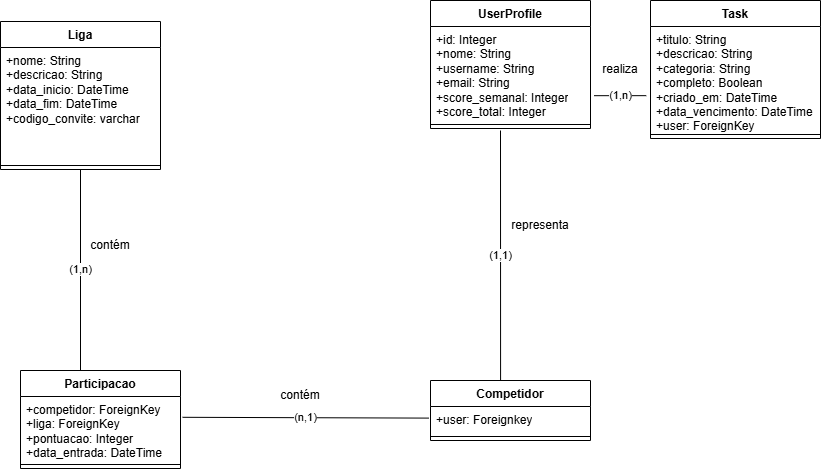 Liga
+nome: String
+descricao: String
+data_inicio: DateTime
+data_fim: DateTime
+codigo_convite: varchar
UserProfile
+id: Integer
+nome: String
+username: String
+email: String
+score_semanal: Integer
+score_total: Integer
realiza
(1,n)
Task
+titulo: String
+descricao: String
+categoria: String
+completo: Boolean
+criado_em: DateTime
+data_vencimento: DateTime
+user: ForeignKey
contém
(1,n)
representa
(1,1)
Participacao
+competidor: ForeignKey
+liga: ForeignKey
+pontuacao: Integer
+data_entrada: DateTime
contém
(n,1)
Competidor
+user: Foreignkey